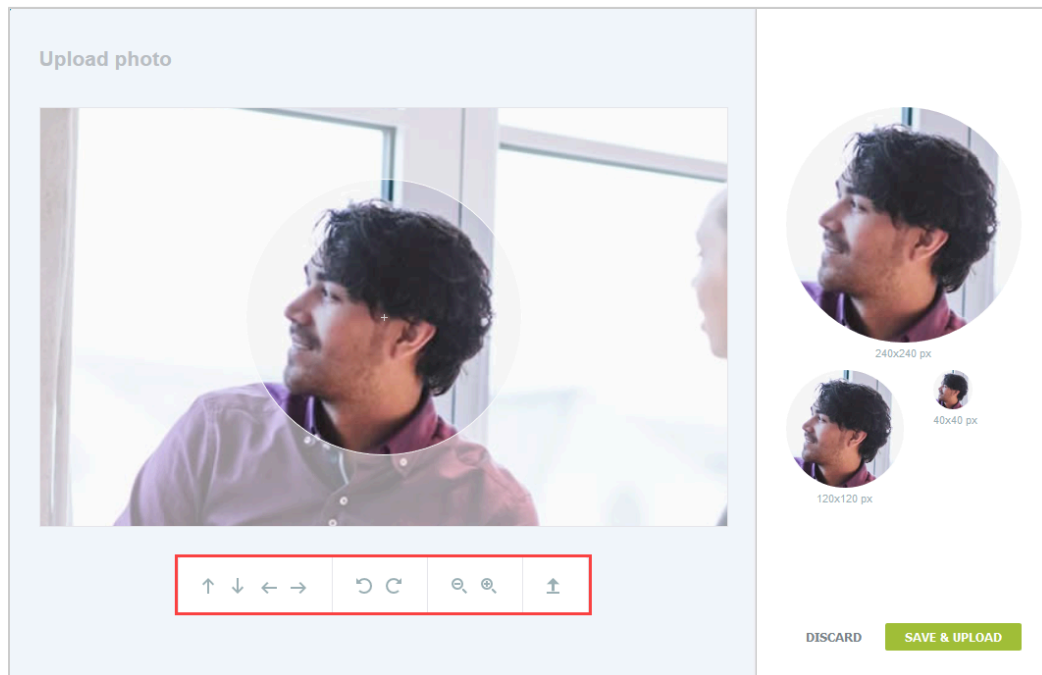 Upload photo
240x240 px
40x40 px
120x120 px
DISCARD
SAVE & UPLOAD